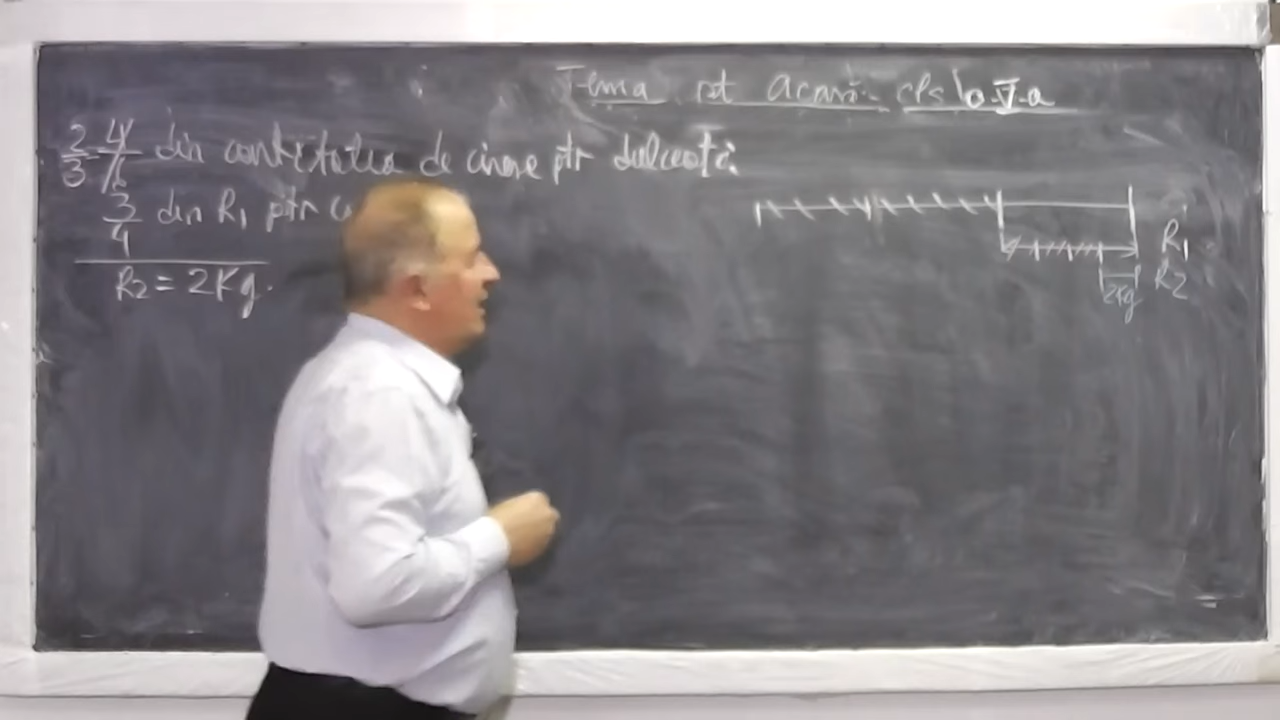 Tema pt acasă cls a V-a
2/3 = 4/6 din cantitatea de cireșe ptr dulceață
3/4 din R1 ptr
R2 = 2Kg.
R1
R2
2Kg